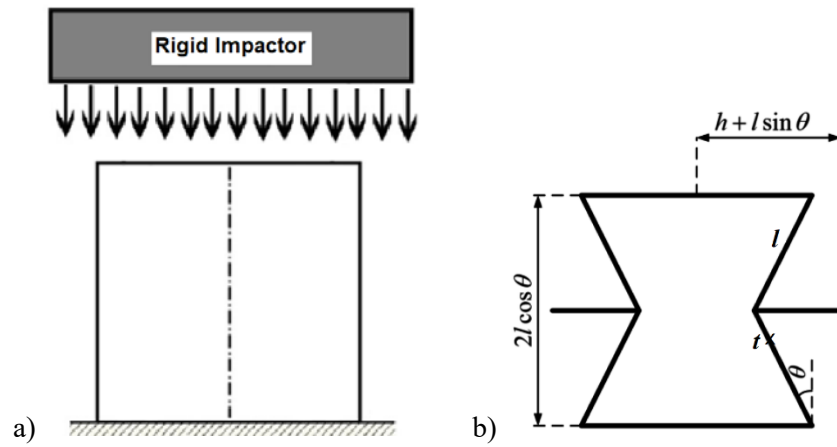 Rigid Impactor
h + l sin θ
l
2l cos θ
t
θ
a)
b)